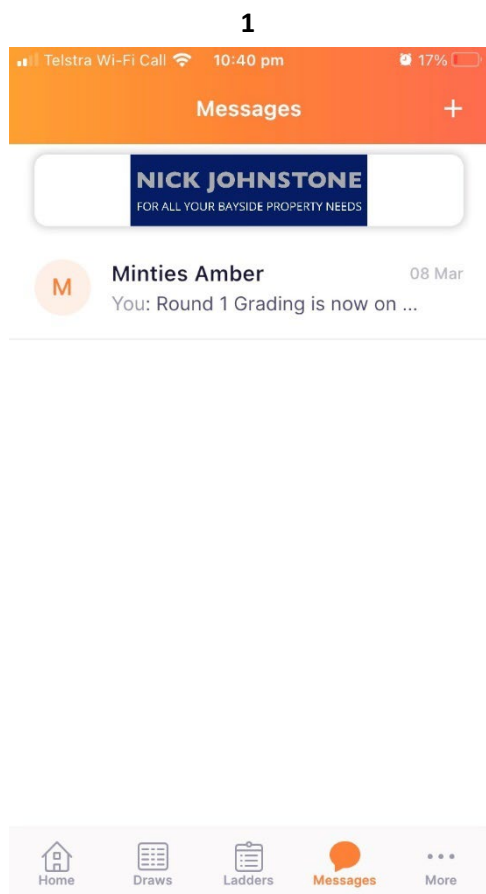 1
Telstra Wi-Fi Call 10:40 pm 17%
Messages +
NICK JOHNSTONE
FOR ALL YOUR BAYSIDE PROPERTY NEEDS
M Minties Amber 08 Mar
You: Round 1 Grading is now on ...
Home Draws Ladders Messages More